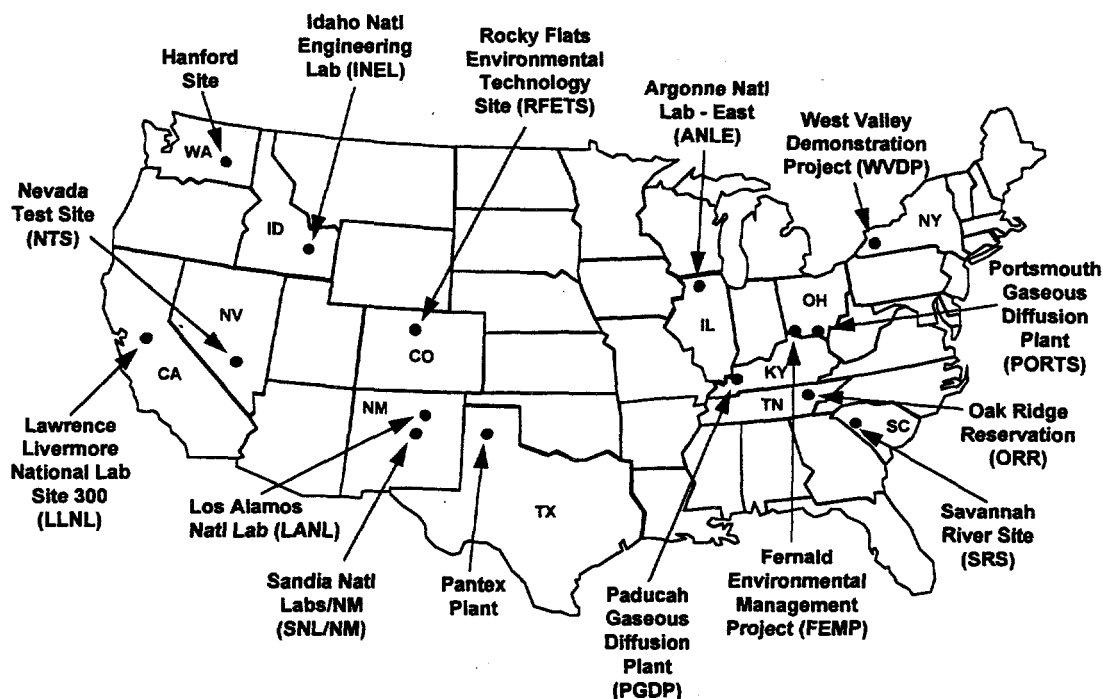 Idaho Natl
Engineering
Lab (INEL)
Hanford
Site
Rocky Flats
Environmental
Technology
Site (RFETS)
Argonne Natl
Lab - East
(ANLE)
West Valley
Demonstration
Project (WVDP)
Nevada
Test Site
(NTS)
WA
ID
NV
CA
CO
NM
TX
IL
OH
KY
TN
SC
NY
Portsmouth
Gaseous
Diffusion
Plant
(PORTS)
Lawrence
Livermore
National Lab
Site 300
(LLNL)
Los Alamos
Natl Lab (LANL)
Sandia Natl
Labs/NM
(SNL/NM)
Pantex
Plant
Paducah
Gaseous
Diffusion
Plant
(PGDP)
Fernald
Environmental
Management
Project (FEMP)
Oak Ridge
Reservation
(ORR)
Savannah
River Site
(SRS)